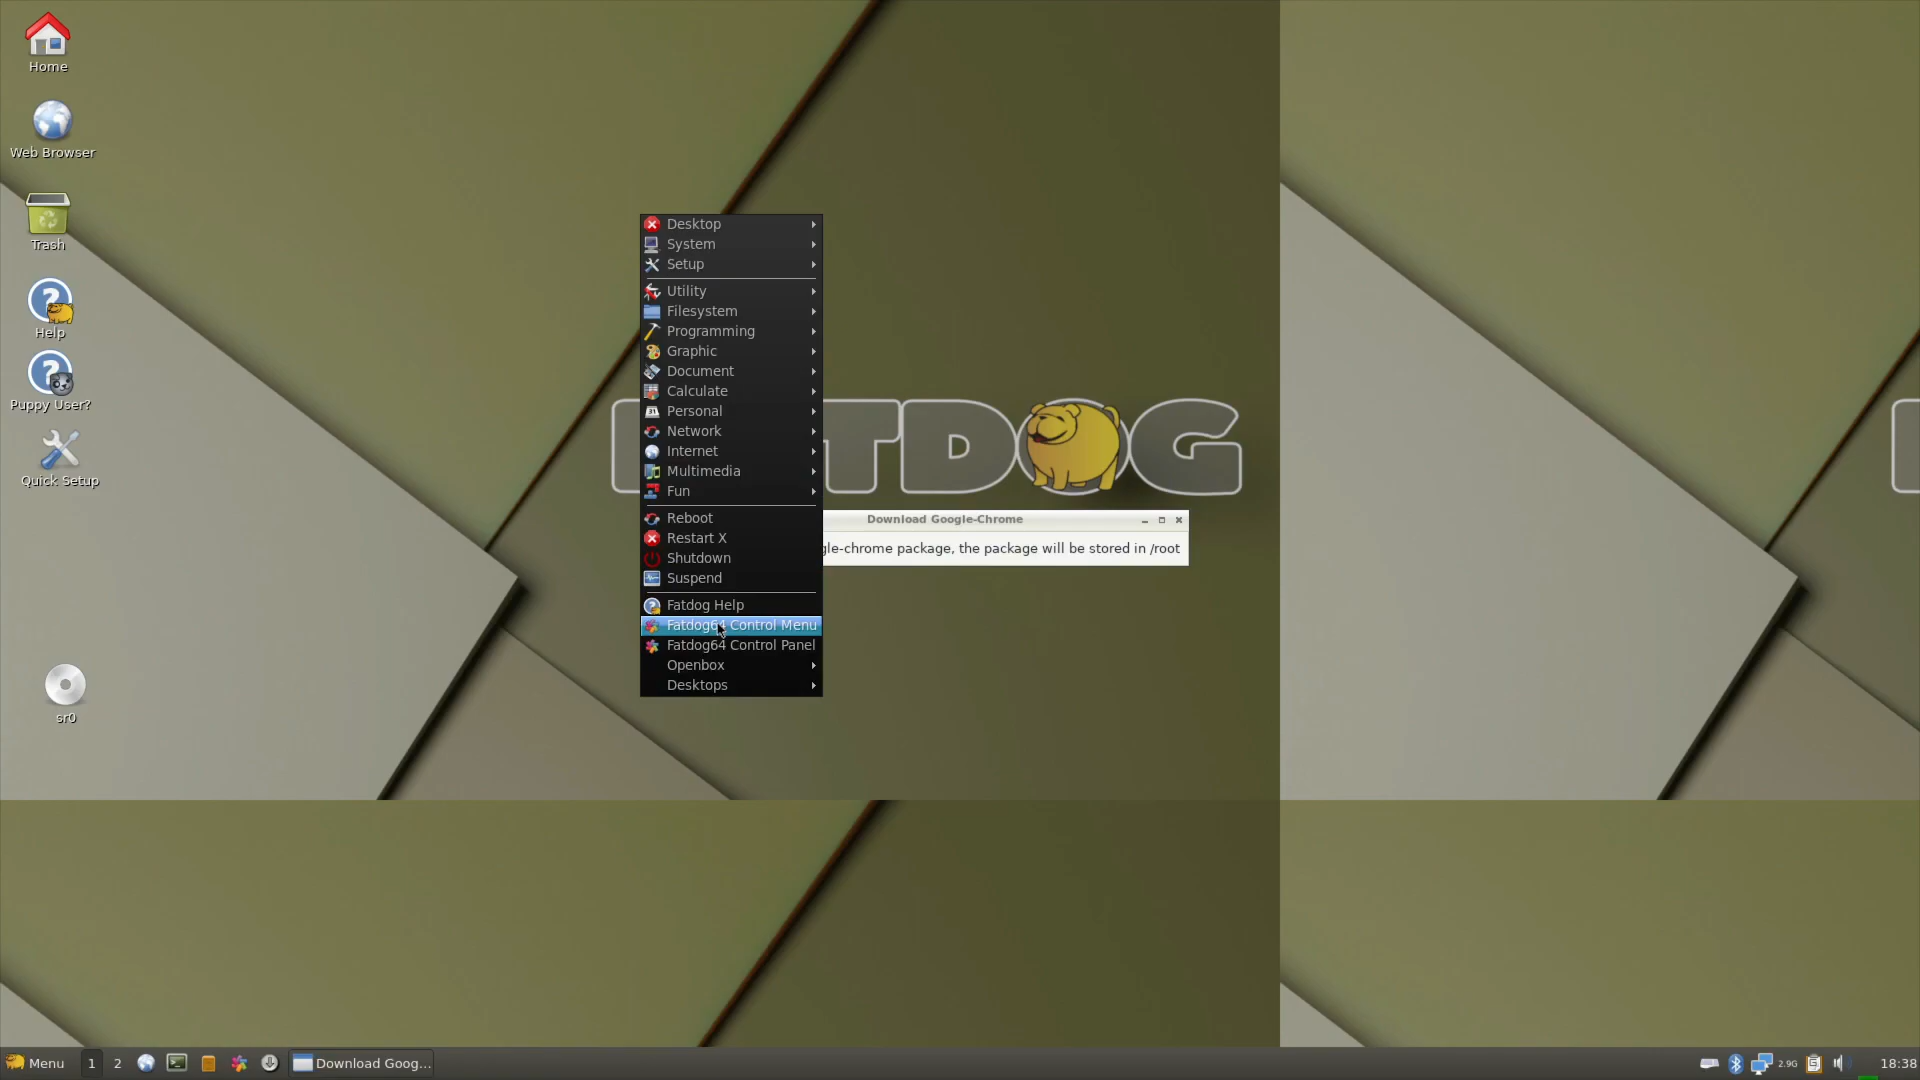 Home
Web Browser
Trash
Help
Puppy User?
Quick Setup
sr0
Desktop
System
Setup
Utility
Filesystem
Programming
Graphic
Document
Calculate
Personal
Network
Internet
Multimedia
Fun
Reboot
Restart X
Shutdown
Suspend
Fatdog Help
Fatdog64 Control Menu
Fatdog64 Control Panel
Openbox
Desktops
TDOG
Download Google-Chrome
gle-chrome package, the package will be stored in /root
Menu
1
2
Download Goog...
2.9G
18:38